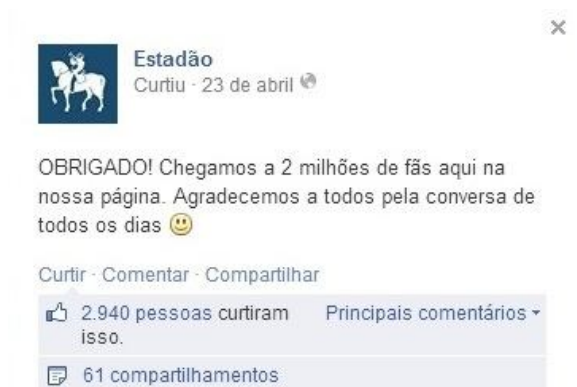 Estadão
Curtiu · 23 de abril
OBRIGADO! Chegamos a 2 milhões de fãs aqui na
nossa página. Agradecemos a todos pela conversa de
todos os dias
Curtir · Comentar · Compartilhar
2.940 pessoas curtiram isso.
Principais comentários
61 compartilhamentos